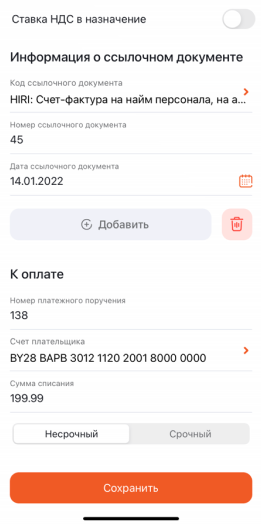 Ставка НДС в назначение
Информация о ссылочном документе
Код ссылочного документа
HIRI: Счет-фактура на найм персонала, на а...
Номер ссылочного документа
45
Дата ссылочного документа
14.01.2022
Добавить
К оплате
Номер платежного поручения
138
Счет плательщика
BY28 BAPB 3012 1120 2001 8000 0000
Сумма списания
199.99
Несрочный
Срочный
Сохранить